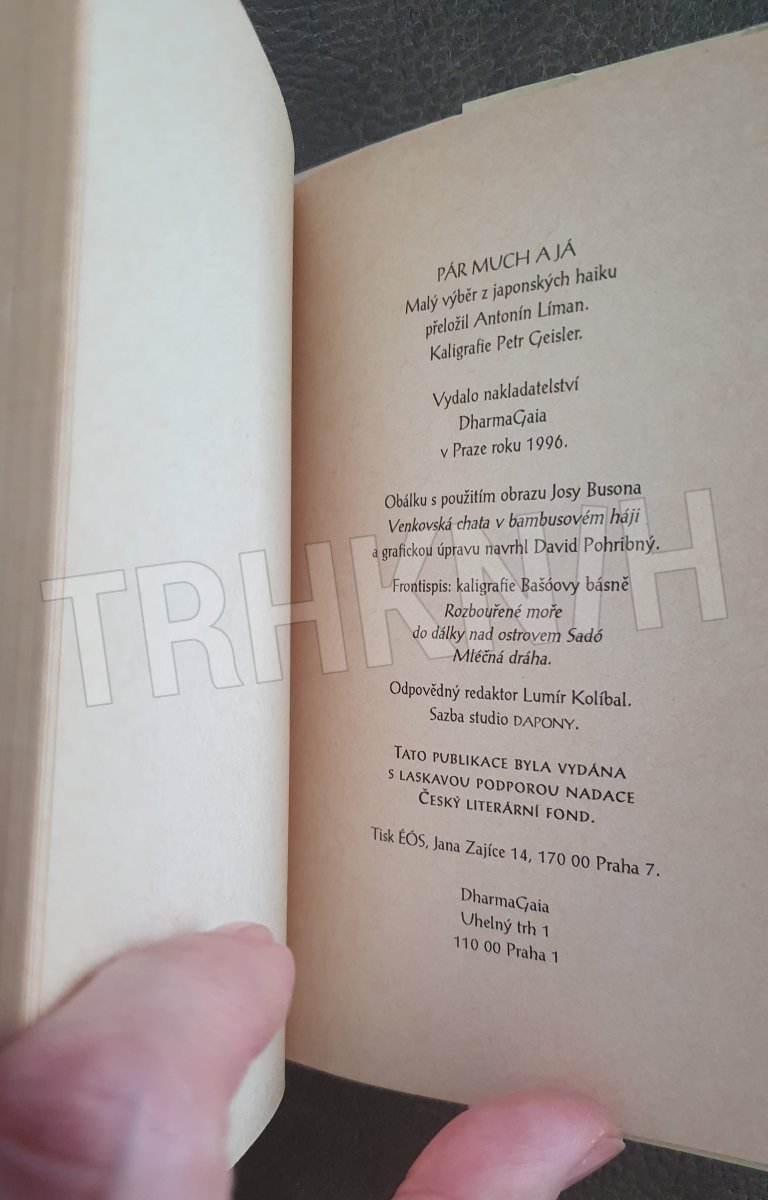 PÁR MUCH A JÁ
Malý výběr z japonských haiku
přeložil Antonín Líman.
Kaligrafie Petr Geisler.
Vydalo nakladatelství
DharmaGaia
v Praze roku 1996.
Obálku s použitím obrazu Josy Busona
Venkovská chata v bambusovém háji
a grafickou úpravu navrhl David Pohribný.
Frontispis: kaligrafie Bašóovy básně
Rozbouřené moře
do dálky nad ostrovem Sadó
Mléčná dráha.
Odpovědný redaktor Lumír Kolíbal.
Sazba studio DAPONY.
TATO PUBLIKACE BYLA VYDÁNA
S LASKAVOU PODPOROU NADACE
ČESKÝ LITERÁRNÍ FOND.
Tisk ÉÓS, Jana Zajíce 14, 170 00 Praha 7.
DharmaGaia
Uhelný trh 1
110 00 Praha 1
TRHKNIH